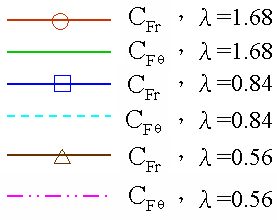 C_Fr , λ=1.68
C_Fθ , λ=1.68
C_Fr , λ=0.84
C_Fθ , λ=0.84
C_Fr , λ=0.56
C_Fθ , λ=0.56